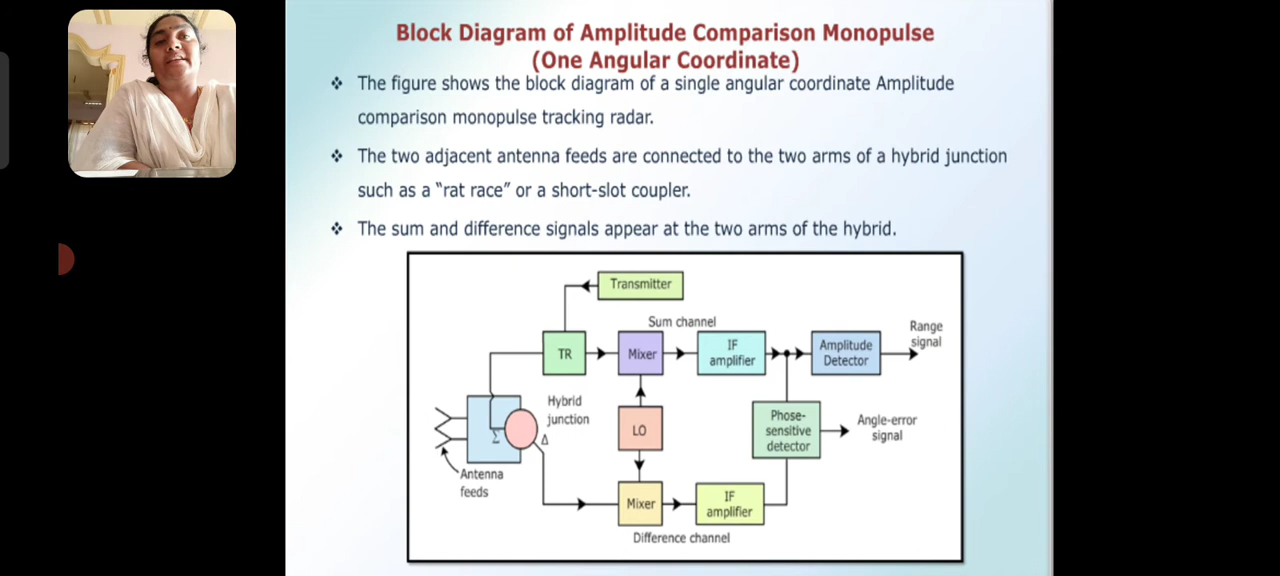 Block Diagram of Amplitude Comparison Monopulse
(One Angular Coordinate)
❖ The figure shows the block diagram of a single angular coordinate Amplitude
comparison monopulse tracking radar.
❖ The two adjacent antenna feeds are connected to the two arms of a hybrid junction
such as a “rat race” or a short-slot coupler.
❖ The sum and difference signals appear at the two arms of the hybrid.
Transmitter
Sum channel
Range
signal
TR
Mixer
IF
amplifier
Amplitude
Detector
Hybrid
junction
Σ
Δ
LO
Phose-
sensitive
detector
Angle-error
signal
Antenna
feeds
Mixer
IF
amplifier
Difference channel